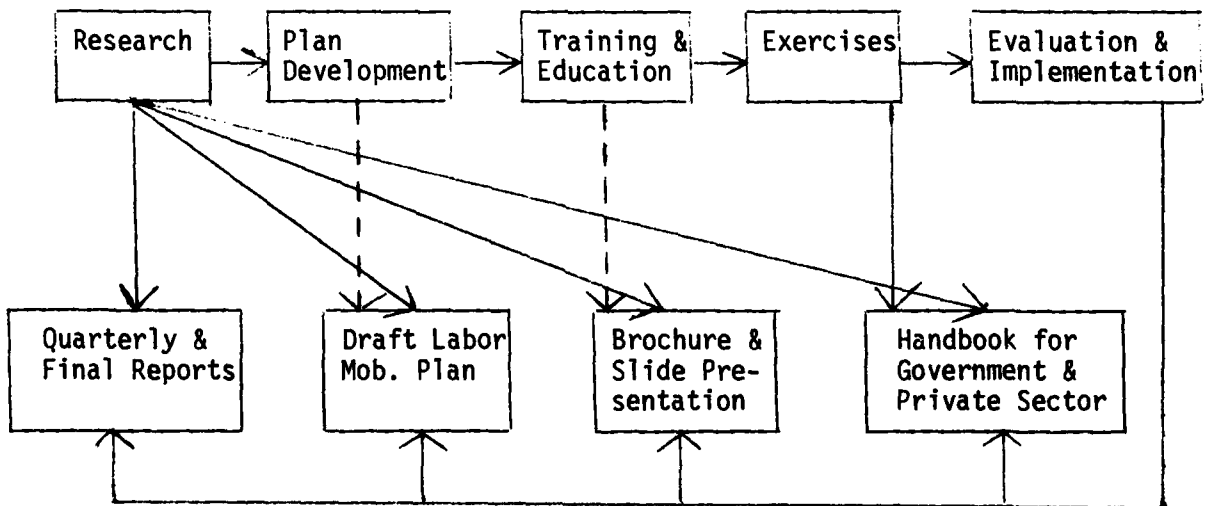 Research
Plan
Development
Training &
Education
Exercises
Evaluation &
Implementation
Quarterly &
Final Reports
Draft Labor
Mob. Plan
Brochure &
Slide Pre-
sentation
Handbook for
Government &
Private Sector